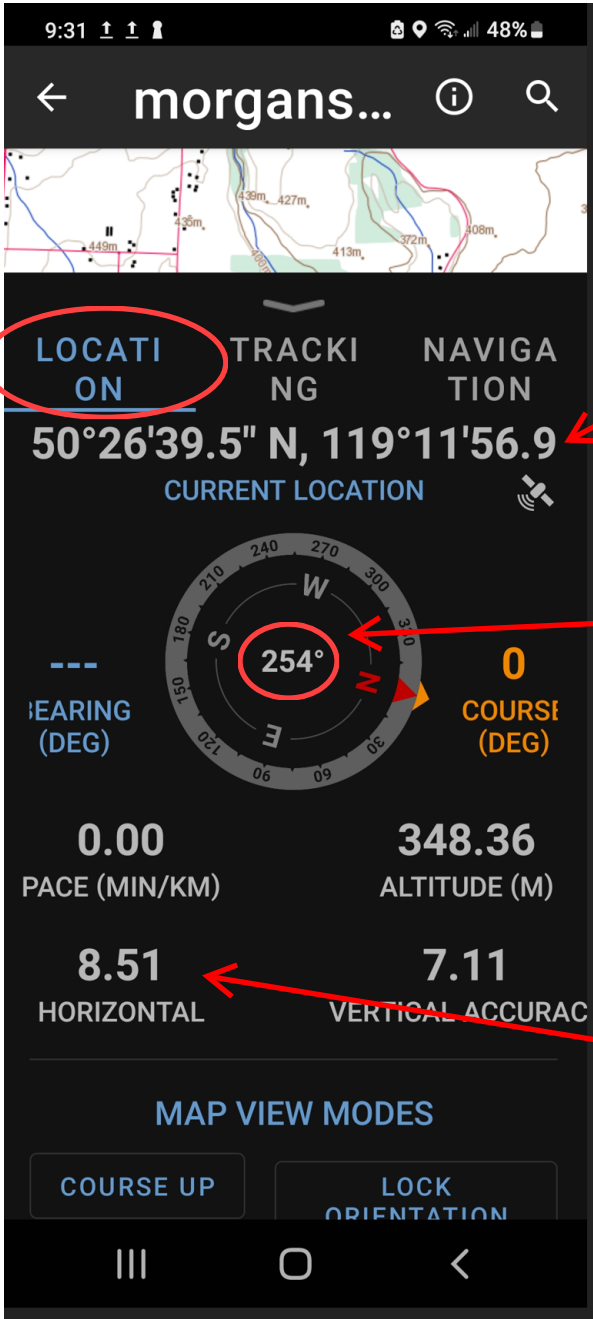 9:31 48%
morgans...
439m 427m
435m
449m 413m 372m 408m
400m
LOCATI
ON
TRACKI
NG
NAVIGA
TION
50°26'39.5" N, 119°11'56.9
CURRENT LOCATION
240 270
210 300
W
180 S 330
254°
150 N
E
120 30
90 60
---
BEARING
(DEG)
0
COURSE
(DEG)
0.00
PACE (MIN/KM)
348.36
ALTITUDE (M)
8.51
HORIZONTAL
7.11
VERTICAL ACCURAC
MAP VIEW MODES
COURSE UP
LOCK
ORIENTATION